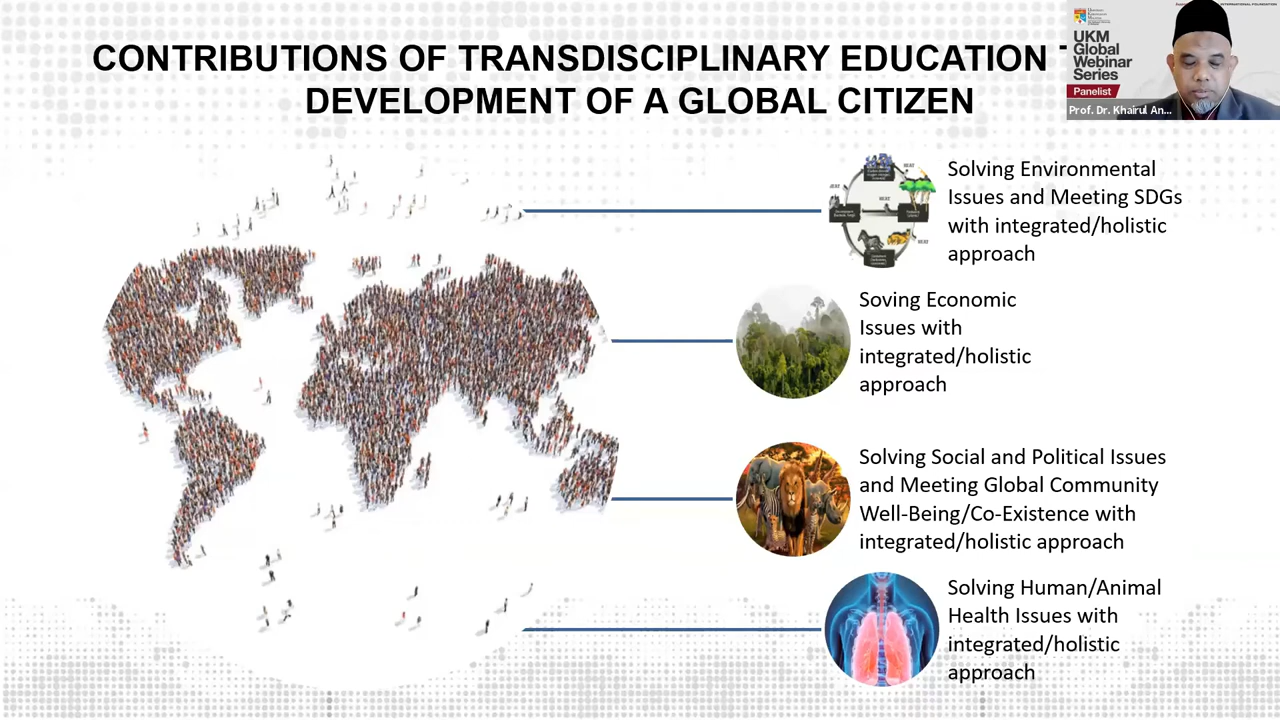 CONTRIBUTIONS OF TRANSDISCIPLINARY EDUCATION
DEVELOPMENT OF A GLOBAL CITIZEN
UKM
Global
Webinar
Series
Panelist
Prof. Dr. Khairul An...
Solving Environmental
Issues and Meeting SDGs
with integrated/holistic
approach
HEAT
HEAT
HEAT
Soving Economic
Issues with
integrated/holistic
approach
Solving Social and Political Issues
and Meeting Global Community
Well-Being/Co-Existence with
integrated/holistic approach
Solving Human/Animal
Health Issues with
integrated/holistic
approach